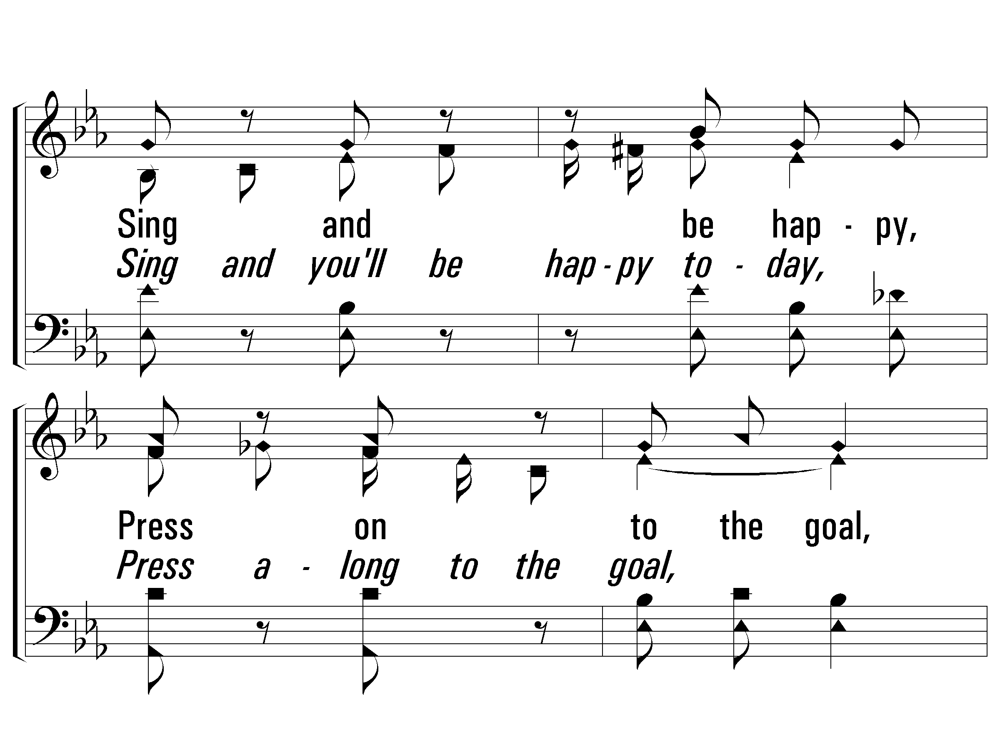 Sing and be hap - py,
Sing and you'll be hap - py to - day,
Press on to the goal,
Press a - long to the goal,